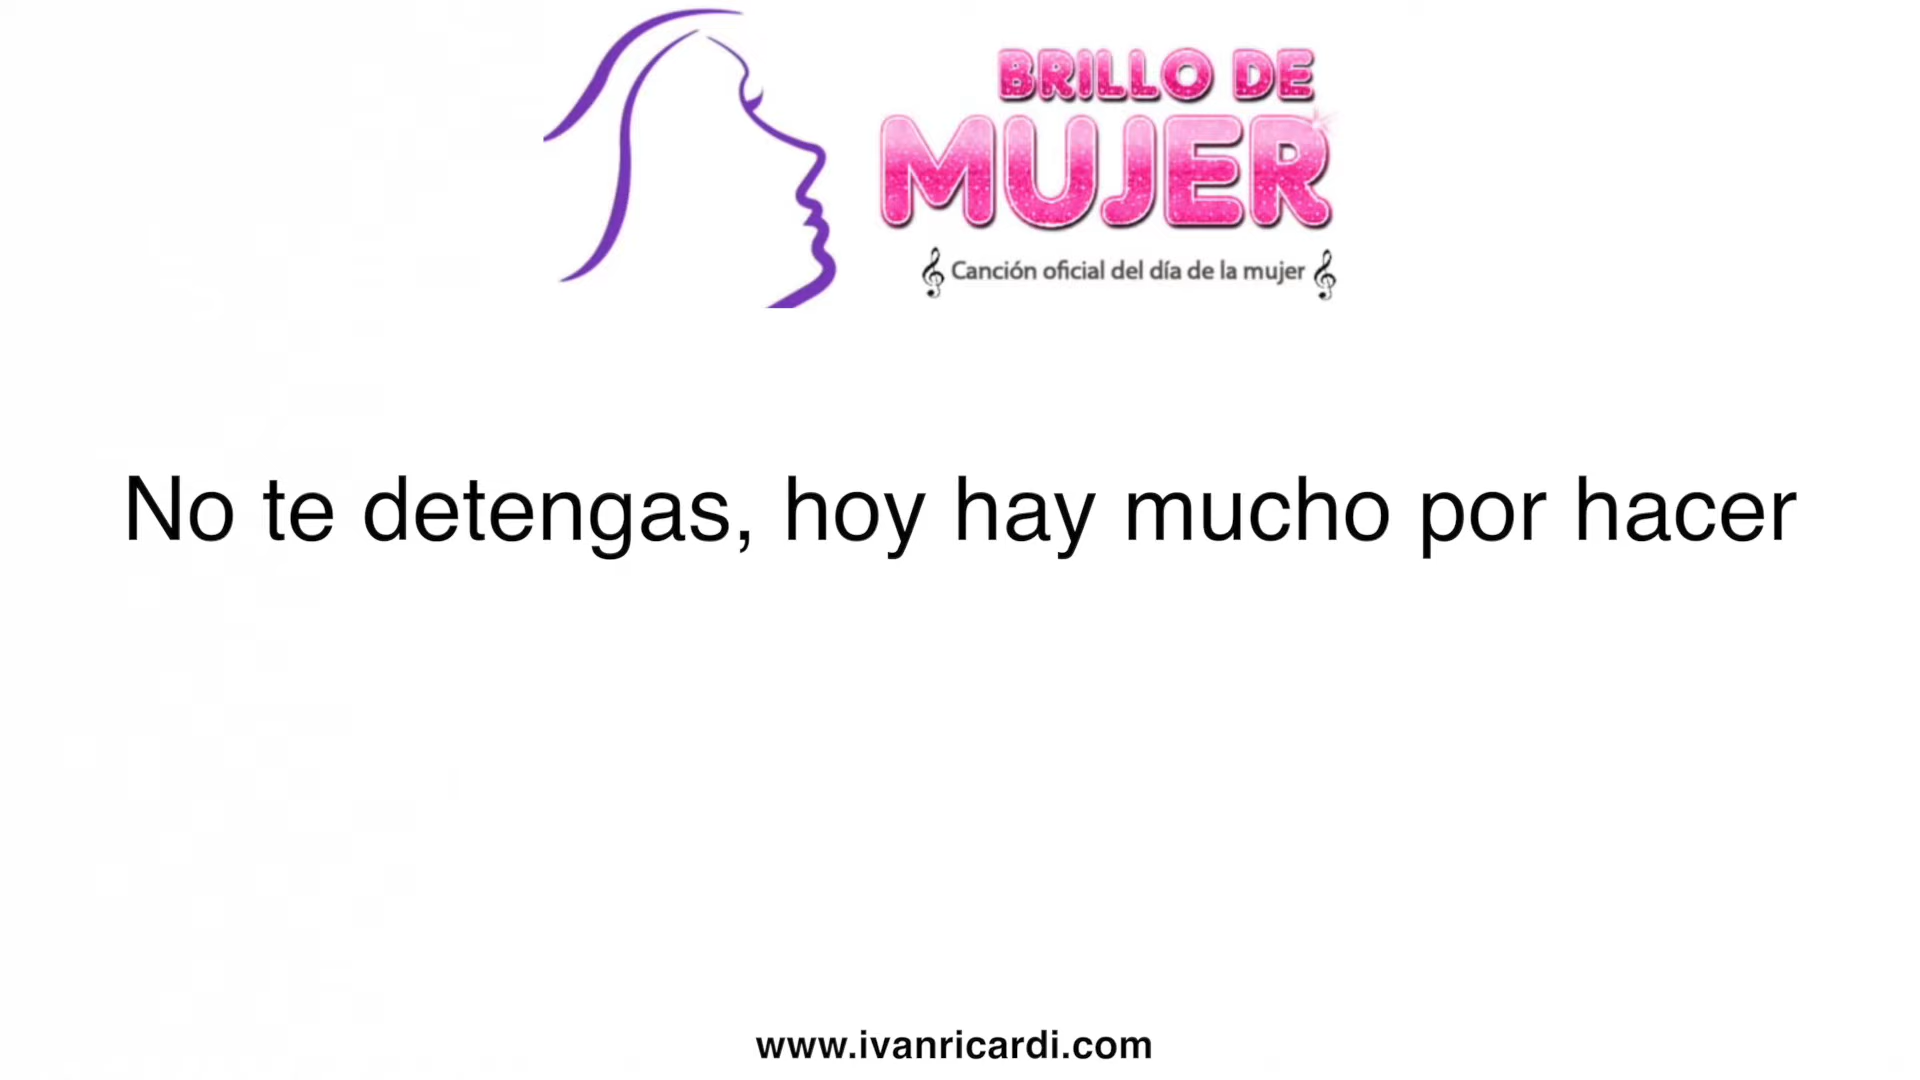 BRILLO DE
MUJER
Canción oficial del día de la mujer
No te detengas, hoy hay mucho por hacer
www.ivanricardi.com